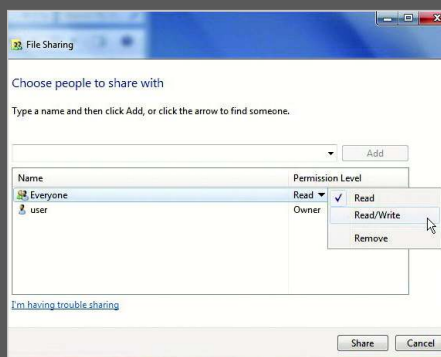 File Sharing
Choose people to share with
Type a name and then click Add, or click the arrow to find someone.
Add
Name Permission Level
Everyone Read
user Owner
Read
Read/Write
Remove
I'm having trouble sharing
Share Cancel